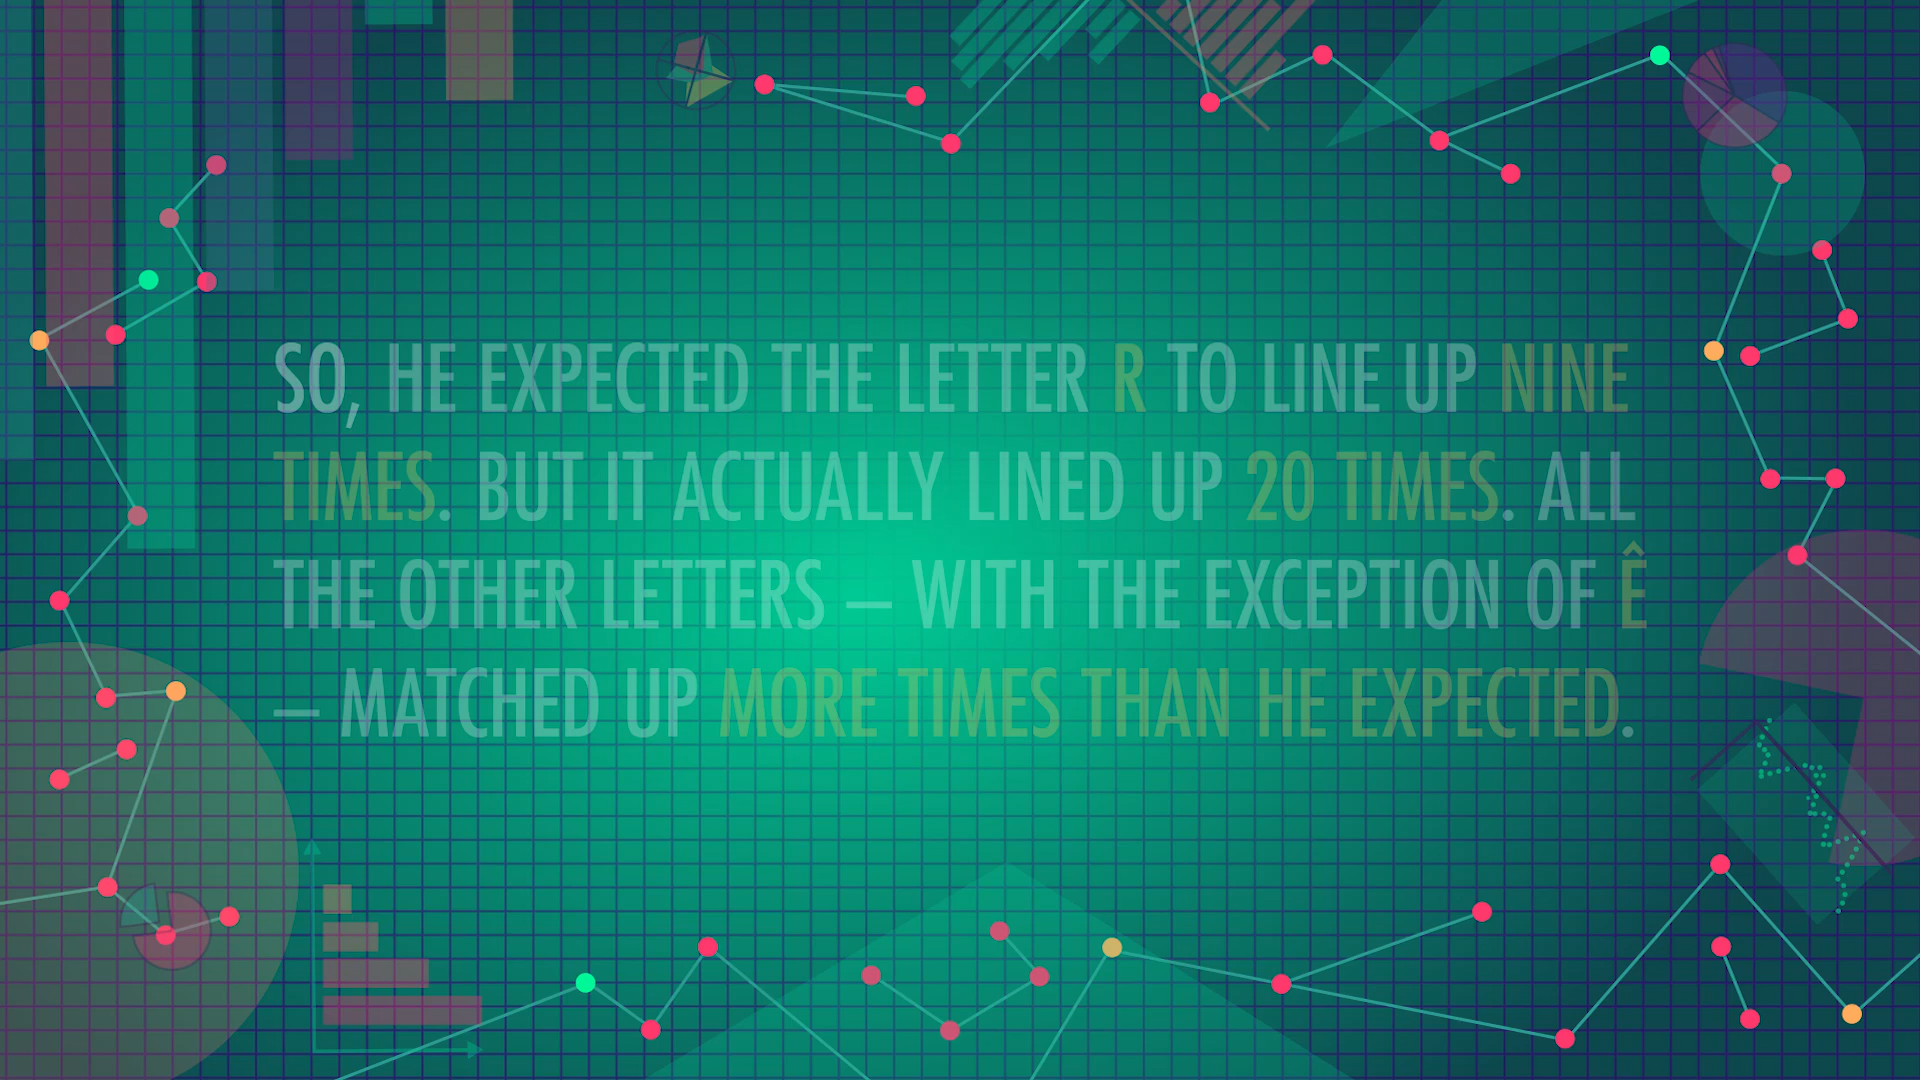 SO, HE EXPECTED THE LETTER R TO LINE UP NINE
TIMES. BUT IT ACTUALLY LINED UP 20 TIMES. ALL
THE OTHER LETTERS — WITH THE EXCEPTION OF Ê
— MATCHED UP MORE TIMES THAN HE EXPECTED.